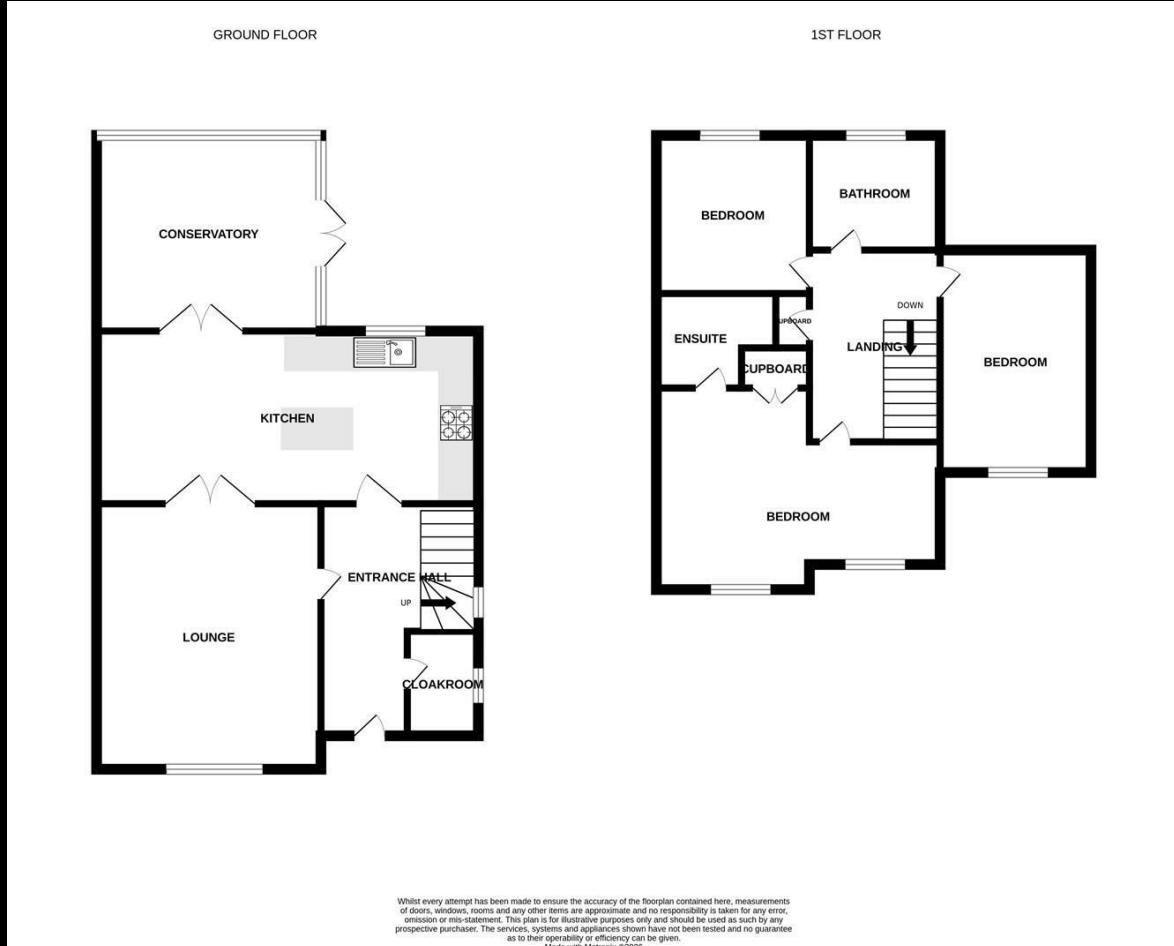 GROUND FLOOR
1ST FLOOR
CONSERVATORY
KITCHEN
ENTRANCE HALL
UP
LOUNGE
CLOAKROOM
BEDROOM
BATHROOM
DOWN
UPBOARD
ENSUITE
LANDING
CUPBOARD
BEDROOM
BEDROOM
Whilst every attempt has been made to ensure the accuracy of the floorplan contained here, measurements
of doors, windows, rooms and any other items are approximate and no responsibility is taken for any error,
omission or mis-statement. This plan is for illustrative purposes only and should be used as such by any
prospective purchaser. The services, systems and appliances shown have not been tested and no guarantee
as to their operability or efficiency can be given.
Made with Metropix